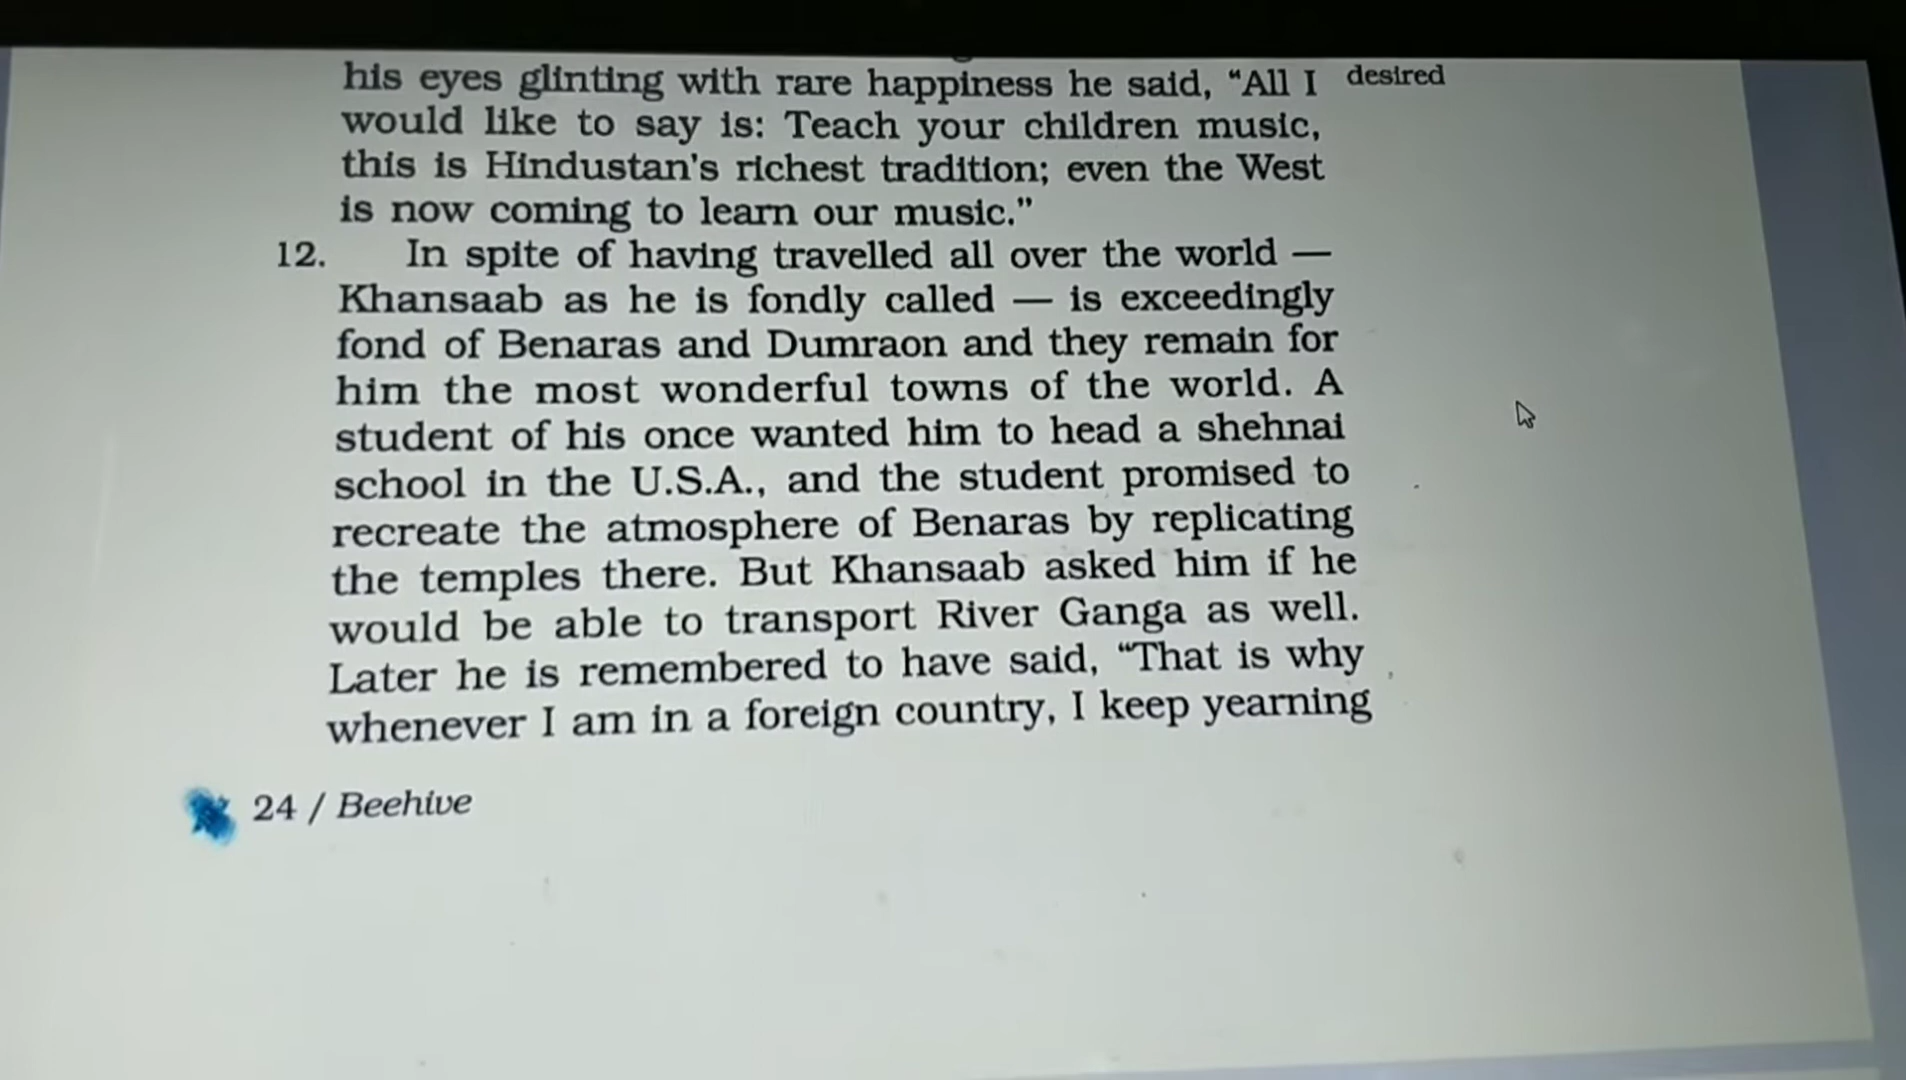 his eyes glinting with rare happiness he said, “All I desired
would like to say is: Teach your children music,
this is Hindustan's richest tradition; even the West
is now coming to learn our music.”
12. In spite of having travelled all over the world —
Khansaab as he is fondly called — is exceedingly
fond of Benaras and Dumraon and they remain for
him the most wonderful towns of the world. A
student of his once wanted him to head a shehnai
school in the U.S.A., and the student promised to
recreate the atmosphere of Benaras by replicating
the temples there. But Khansaab asked him if he
would be able to transport River Ganga as well.
Later he is remembered to have said, “That is why
whenever I am in a foreign country, I keep yearning
24 / Beehive